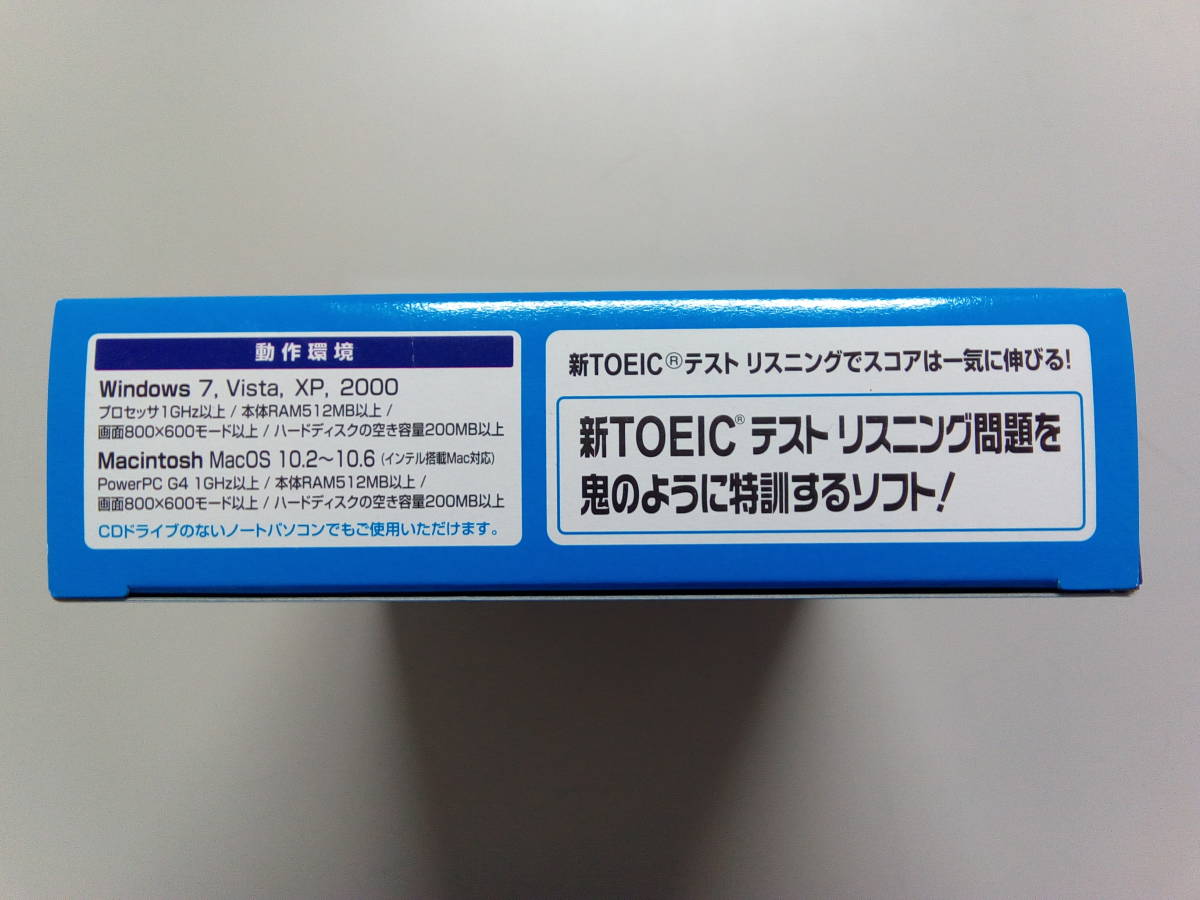 動作環境
Windows 7, Vista, XP, 2000
プロセッサ1GHz以上 / 本体RAM512MB以上 /
画面800×600モード以上 / ハードディスクの空き容量200MB以上
Macintosh MacOS 10.2〜10.6 (インテル搭載Mac対応)
PowerPC G4 1GHz以上 / 本体RAM512MB以上 /
画面800×600モード以上 / ハードディスクの空き容量200MB以上
CDドライブのないノートパソコンでもご使用いただけます。
新TOEIC®テスト リスニングでスコアは一気に伸びる!
新TOEIC®テスト リスニング問題を
鬼のように特訓するソフト!